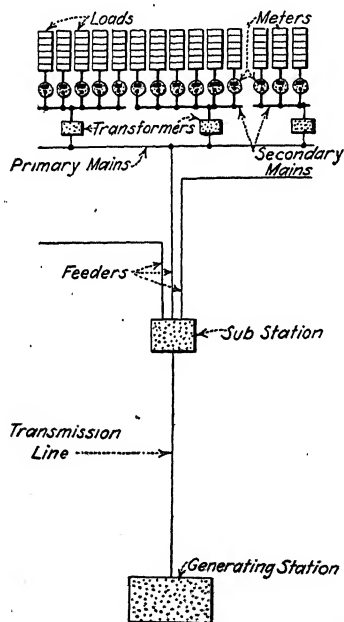 Loads
Meters
Transformers
Primary Mains
Secondary
Mains
Feeders
Sub Station
Transmission
Line
Generating Station